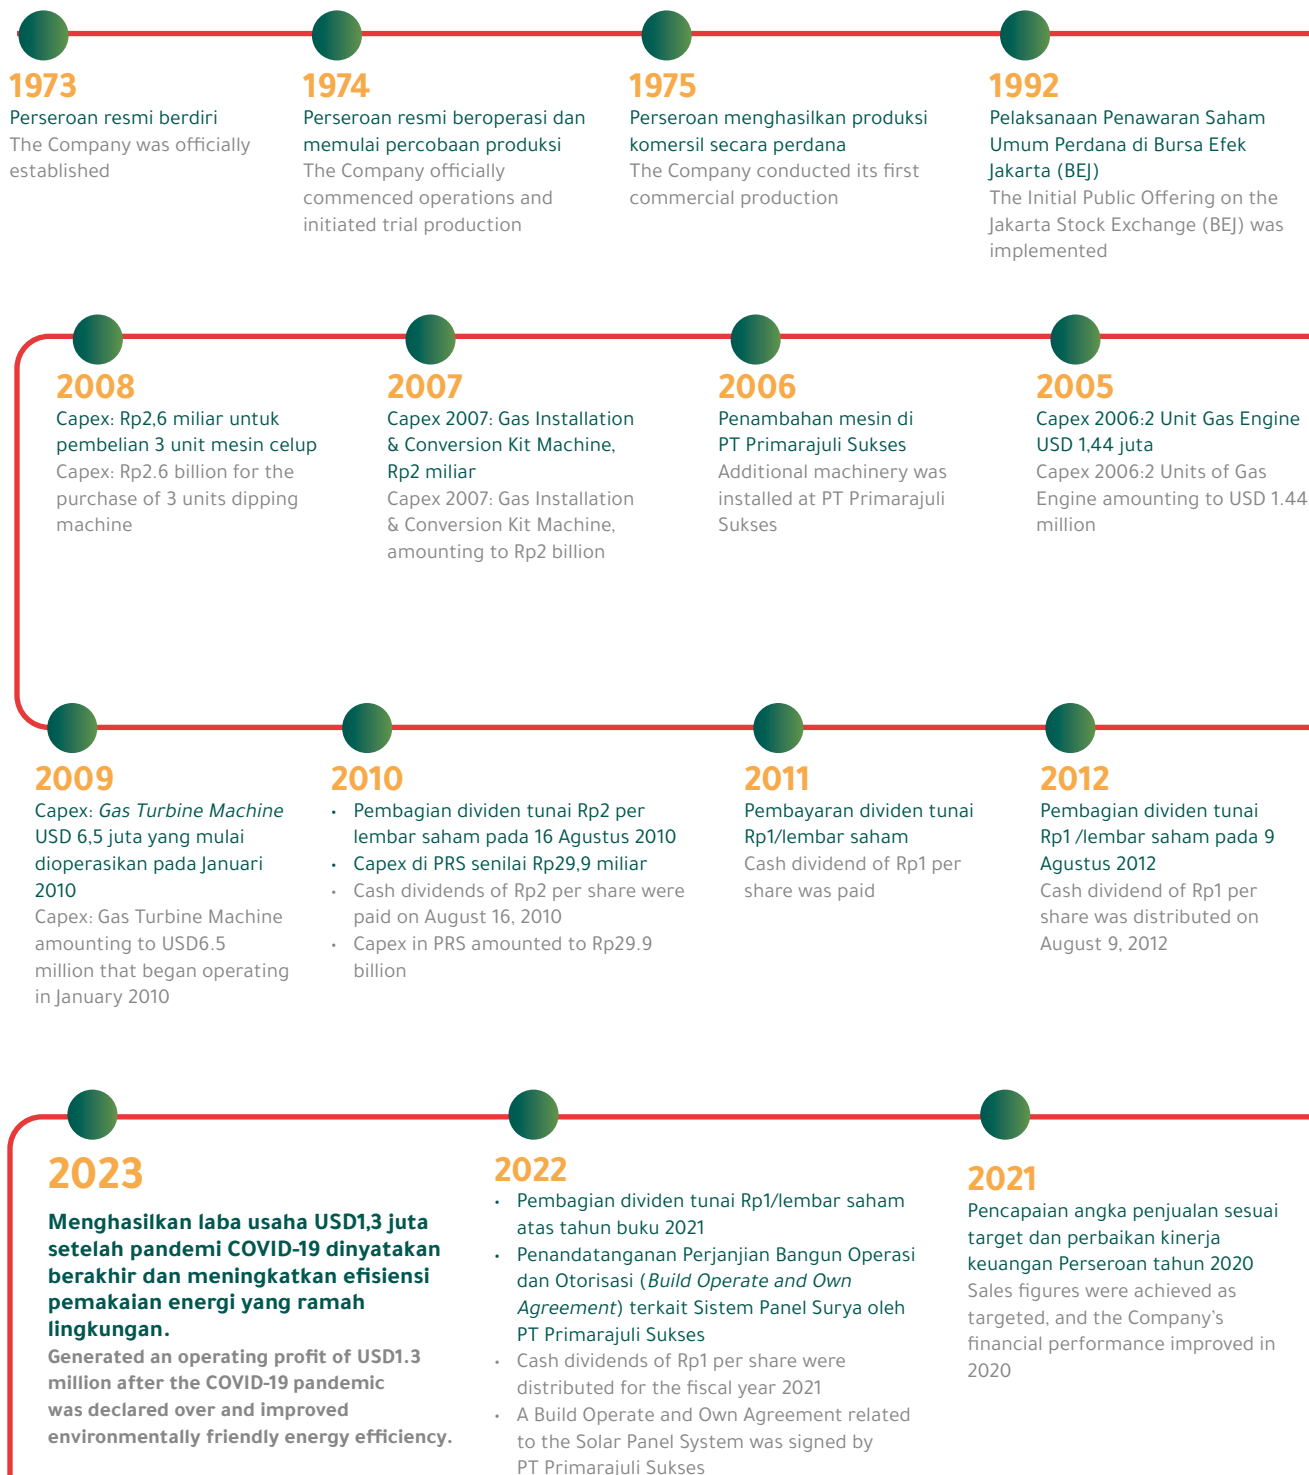 1973
Perseroan resmi berdiri
The Company was officially
established
1974
Perseroan resmi beroperasi dan
memulai percobaan produksi
The Company officially
commenced operations and
initiated trial production
1975
Perseroan menghasilkan produksi
komersil secara perdana
The Company conducted its first
commercial production
1992
Pelaksanaan Penawaran Saham
Umum Perdana di Bursa Efek
Jakarta (BEJ)
The Initial Public Offering on the
Jakarta Stock Exchange (BEJ) was
implemented
2008
Capex: Rp2,6 miliar untuk
pembelian 3 unit mesin celup
Capex: Rp2.6 billion for the
purchase of 3 units dipping
machine
2007
Capex 2007: Gas Installation
& Conversion Kit Machine,
Rp2 miliar
Capex 2007: Gas Installation
& Conversion Kit Machine,
amounting to Rp2 billion
2006
Penambahan mesin di
PT Primarajuli Sukses
Additional machinery was
installed at PT Primarajuli
Sukses
2005
Capex 2006:2 Unit Gas Engine
USD 1,44 juta
Capex 2006:2 Units of Gas
Engine amounting to USD 1.44
million
2009
Capex: Gas Turbine Machine
USD 6,5 juta yang mulai
dioperasikan pada Januari
2010
Capex: Gas Turbine Machine
amounting to USD6.5
million that began operating
in January 2010
2010
• Pembagian dividen tunai Rp2 per
lembar saham pada 16 Agustus 2010
• Capex di PRS senilai Rp29,9 miliar
• Cash dividends of Rp2 per share were
paid on August 16, 2010
• Capex in PRS amounted to Rp29.9
billion
2011
Pembayaran dividen tunai
Rp1/lembar saham
Cash dividend of Rp1 per
share was paid
2012
Pembagian dividen tunai
Rp1 /lembar saham pada 9
Agustus 2012
Cash dividend of Rp1 per
share was distributed on
August 9, 2012
2023
Menghasilkan laba usaha USD1,3 juta
setelah pandemi COVID-19 dinyatakan
berakhir dan meningkatkan efisiensi
pemakaian energi yang ramah
lingkungan.
Generated an operating profit of USD1.3
million after the COVID-19 pandemic
was declared over and improved
environmentally friendly energy efficiency.
2022
• Pembagian dividen tunai Rp1/lembar saham
atas tahun buku 2021
• Penandatanganan Perjanjian Bangun Operasi
dan Otorisasi (Build Operate and Own
Agreement) terkait Sistem Panel Surya oleh
PT Primarajuli Sukses
• Cash dividends of Rp1 per share were
distributed for the fiscal year 2021
• A Build Operate and Own Agreement related
to the Solar Panel System was signed by
PT Primarajuli Sukses
2021
Pencapaian angka penjualan sesuai
target dan perbaikan kinerja
keuangan Perseroan tahun 2020
Sales figures were achieved as
targeted, and the Company's
financial performance improved in
2020